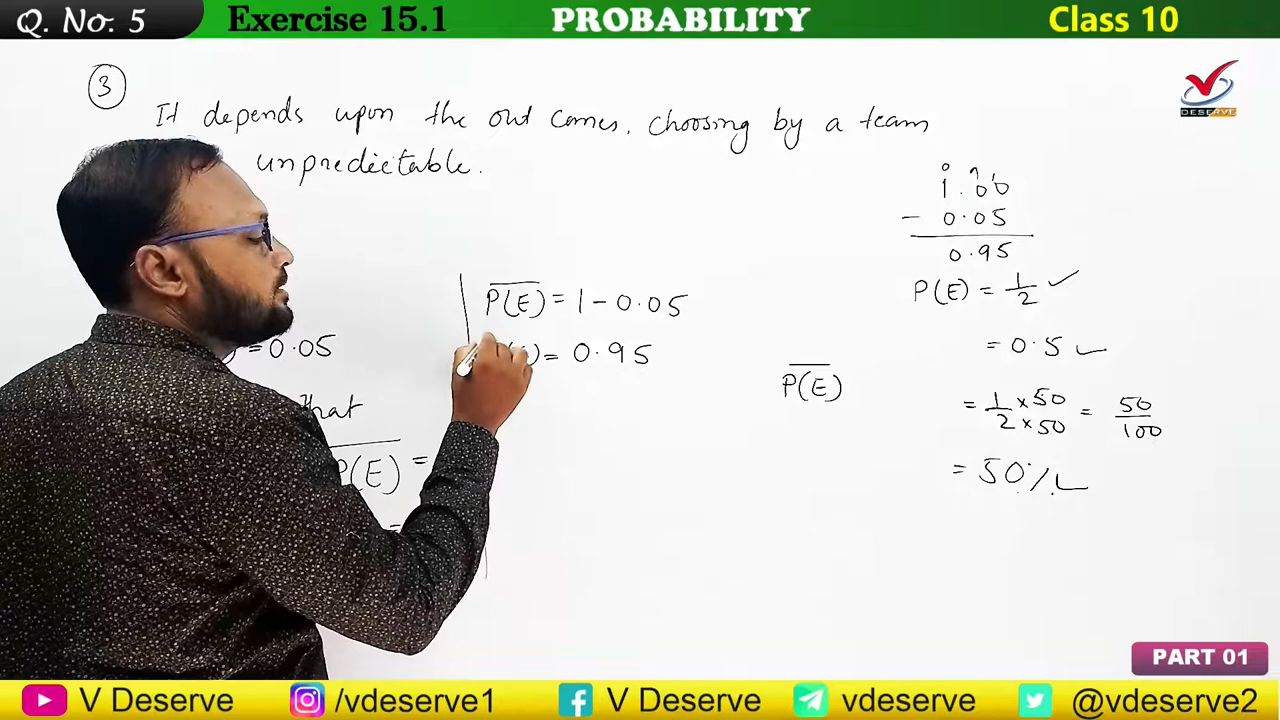 Q. No. 5
Exercise 15.1
PROBABILITY
Class 10
DESERVE
3
It depends upon the out comes, choosing by a team
unpredictable.
1.00
- 0.05
0.95
P(E) = 1/2 ✓
= 0.5 ✓
= 1/2 × 50/50 = 50/100
= 50%
P(E)
P(E) = 1 - 0.05
) = 0.95
= 0.05
that
P(E) =
=
PART 01
V Deserve
/vdeserve1
V Deserve
vdeserve
@vdeserve2